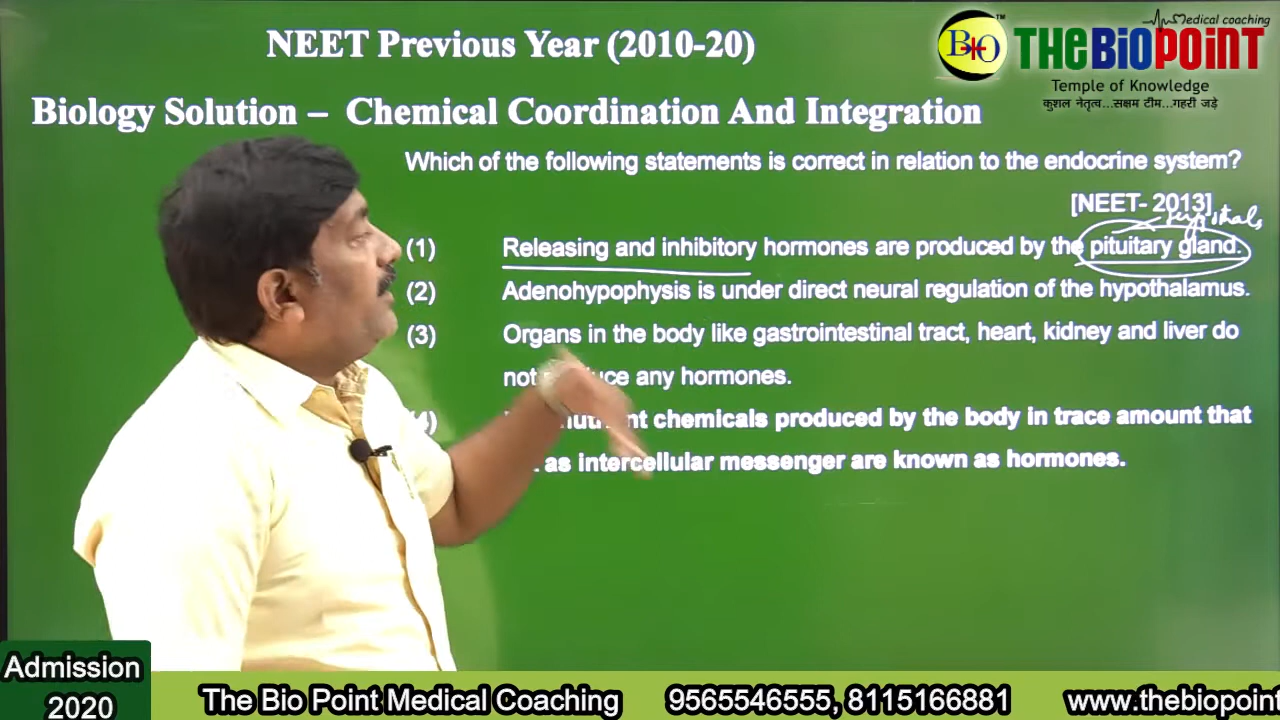 NEET Previous Year (2010-20)
Medical coaching
THEBIOPOINT
BIO
TM
Temple of Knowledge
कुशल नेतृत्व...सक्षम टीम...गहरी जड़े
Biology Solution – Chemical Coordination And Integration
Which of the following statements is correct in relation to the endocrine system?
[NEET- 2013]
(1) Releasing and inhibitory hormones are produced by the pituitary gland.
(2) Adenohypophysis is under direct neural regulation of the hypothalamus.
(3) Organs in the body like gastrointestinal tract, heart, kidney and liver do
not any hormones.
chemicals produced by the body in trace amount that
as intercellular messenger are known as hormones.
Admission
2020
The Bio Point Medical Coaching 9565546555, 8115166881 www.thebiopoint